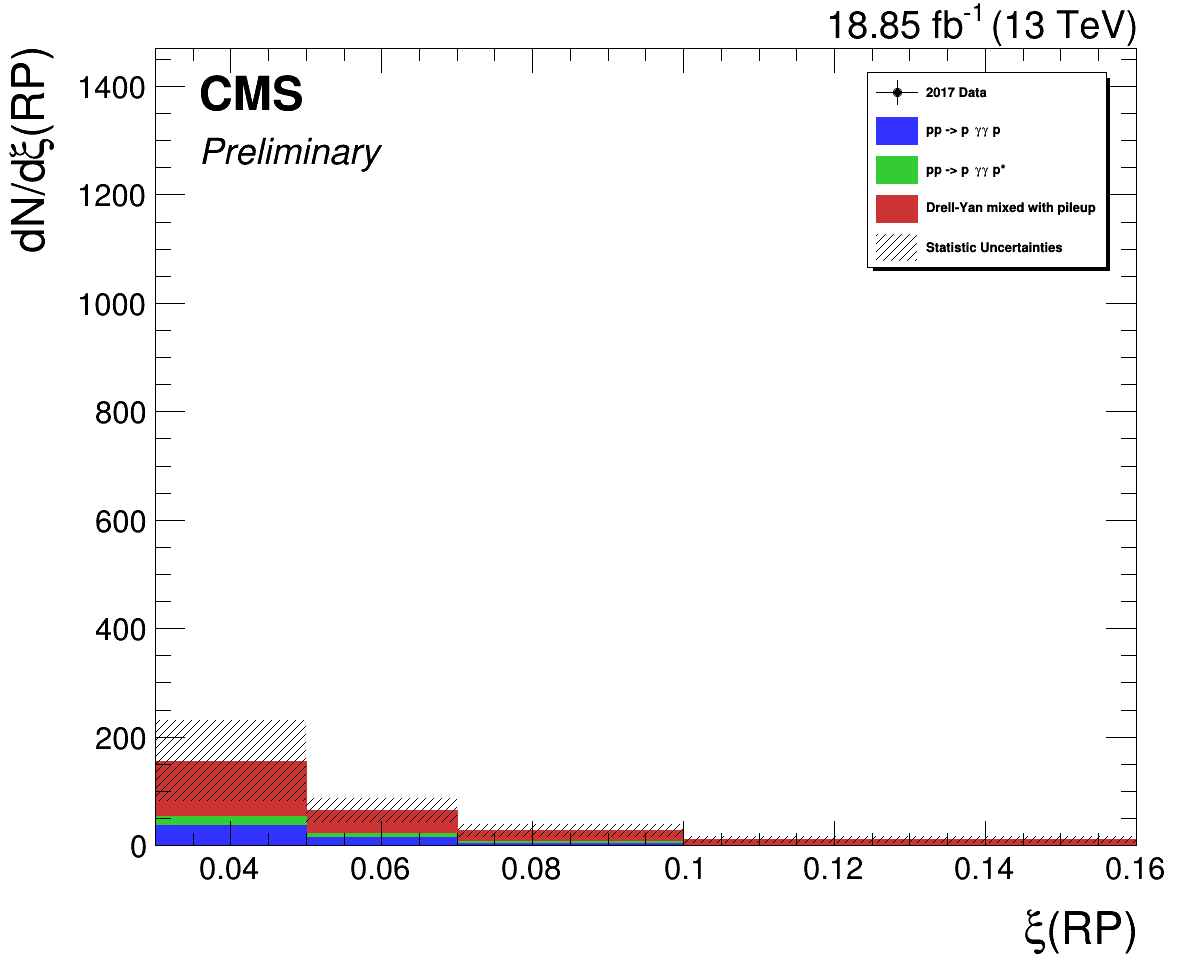 18.85 fb⁻¹ (13 TeV)
dN/dξ(RP)
CMS
Preliminary
2017 Data
pp -> p γγ p
pp -> p γγ p*
Drell-Yan mixed with pileup
Statistic Uncertainties
1400
1200
1000
800
600
400
200
0
0.04 0.06 0.08 0.1 0.12 0.14 0.16
ξ(RP)